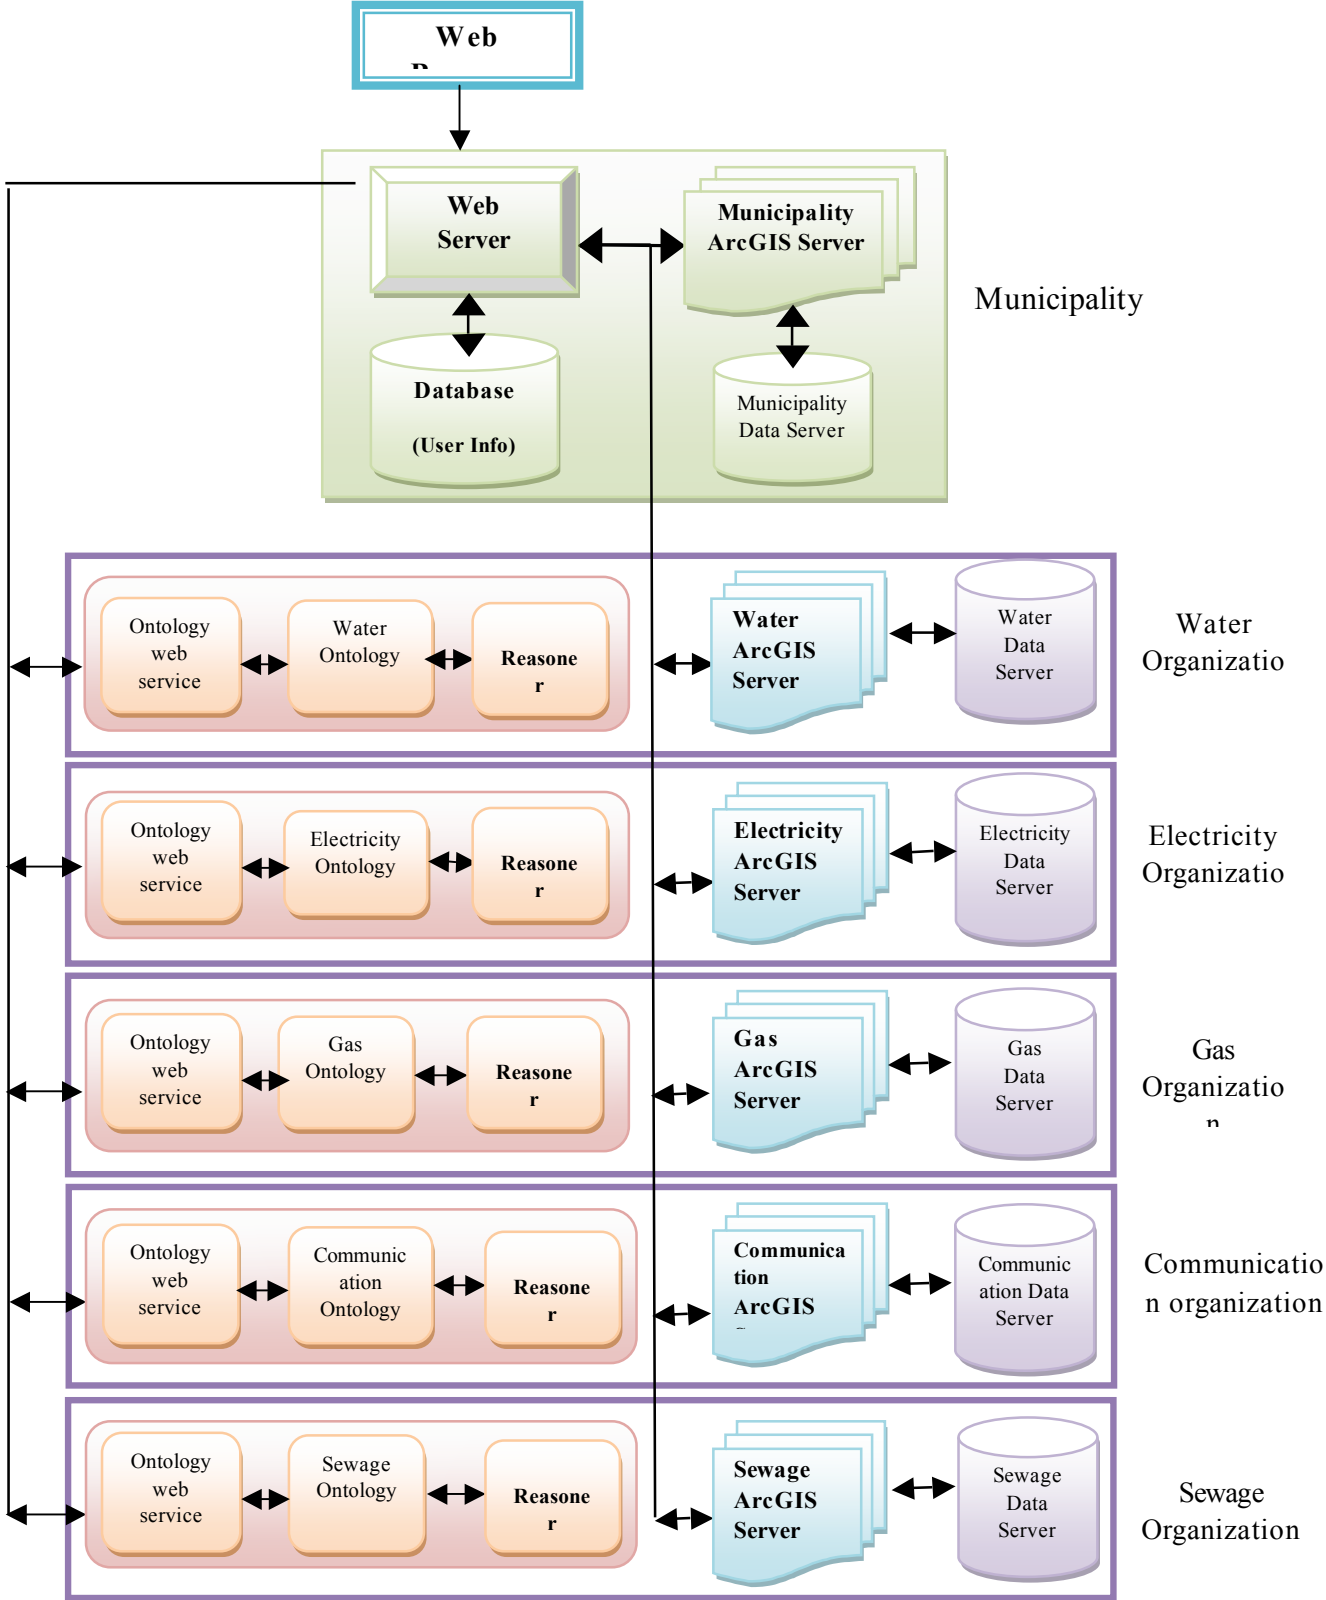 Web
Web
Server
Municipality
ArcGIS Server
Municipality
Database
(User Info)
Municipality
Data Server
Ontology
web
service
Water
Ontology
Reasone
r
Water
ArcGIS
Server
Water
Data
Server
Water
Organizatio
Ontology
web
service
Electricity
Ontology
Reasone
r
Electricity
ArcGIS
Server
Electricity
Data
Server
Electricity
Organizatio
Ontology
web
service
Gas
Ontology
Reasone
r
Gas
ArcGIS
Server
Gas
Data
Server
Gas
Organizatio
n
Ontology
web
service
Communic
ation
Ontology
Reasone
r
Communica
tion
ArcGIS
Communic
ation Data
Server
Communicatio
n organization
Ontology
web
service
Sewage
Ontology
Reasone
r
Sewage
ArcGIS
Server
Sewage
Data
Server
Sewage
Organization